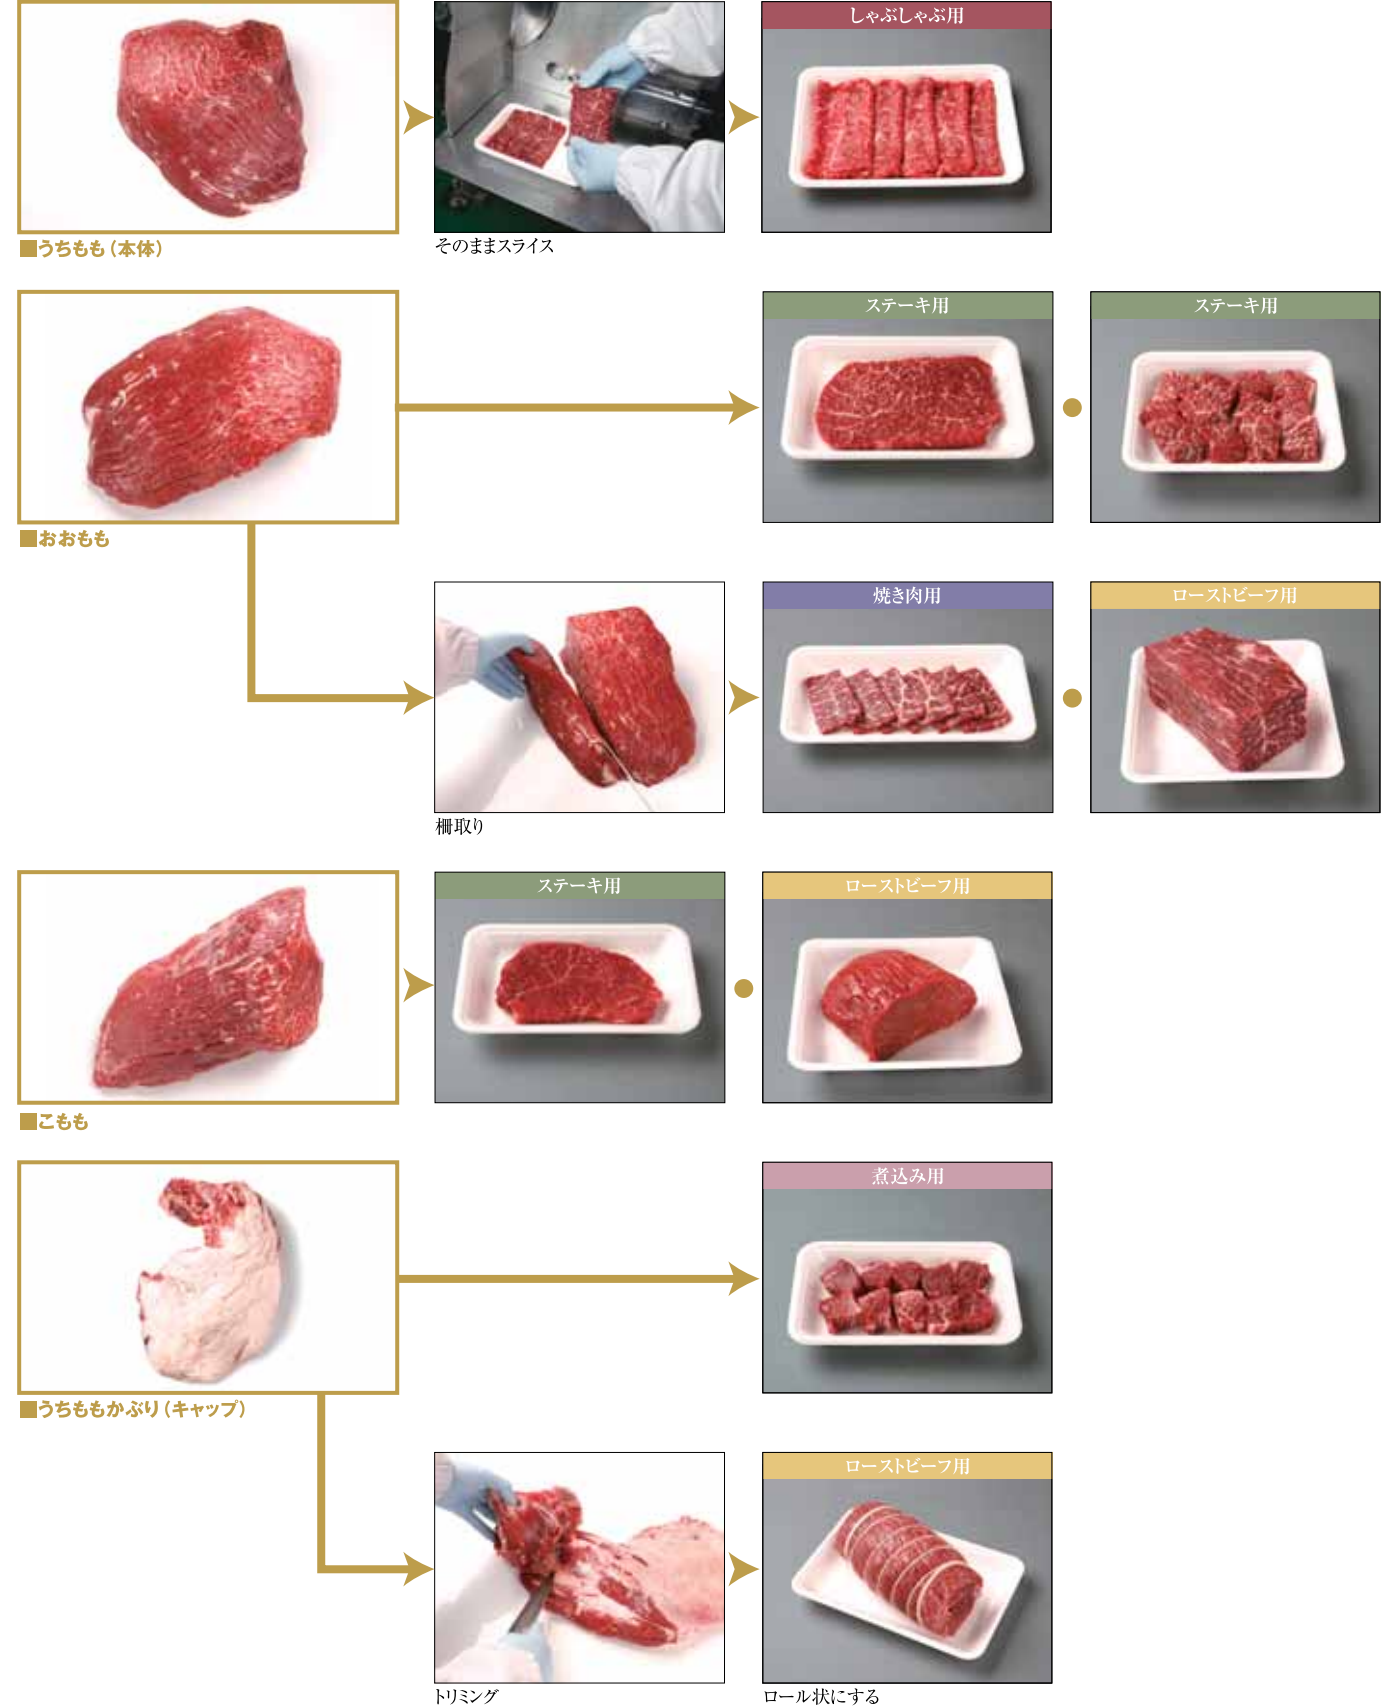 しゃぶしゃぶ用
■うちもも（本体）
そのままスライス
ステーキ用
ステーキ用
■おおもも
焼き肉用
ローストビーフ用
柵取り
ステーキ用
ローストビーフ用
■こもも
煮込み用
■うちももかぶり（キャップ）
ローストビーフ用
トリミング
ロール状にする